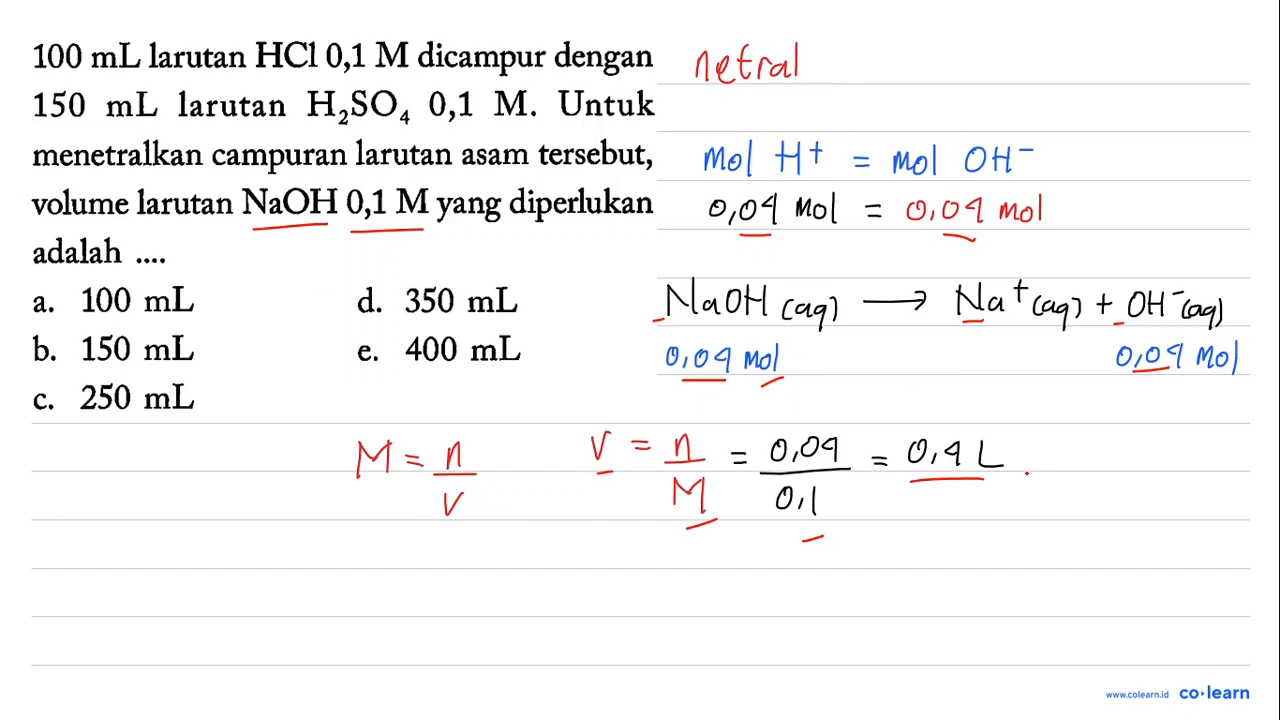 100 mL larutan HCl 0,1 M dicampur dengan
150 mL larutan H₂SO₄ 0,1 M. Untuk
menetralkan campuran larutan asam tersebut,
volume larutan NaOH 0,1 M yang diperlukan
adalah ....
a. 100 mL
b. 150 mL
c. 250 mL
d. 350 mL
e. 400 mL
netral
mol H⁺ = mol OH⁻
0,04 mol = 0,04 mol
NaOH (aq) → Na⁺ (aq) + OH⁻ (aq)
0,04 mol 0,04 mol
M = n/V V = n/M = 0,04/0,1 = 0,4 L
www.colearn.id co·learn